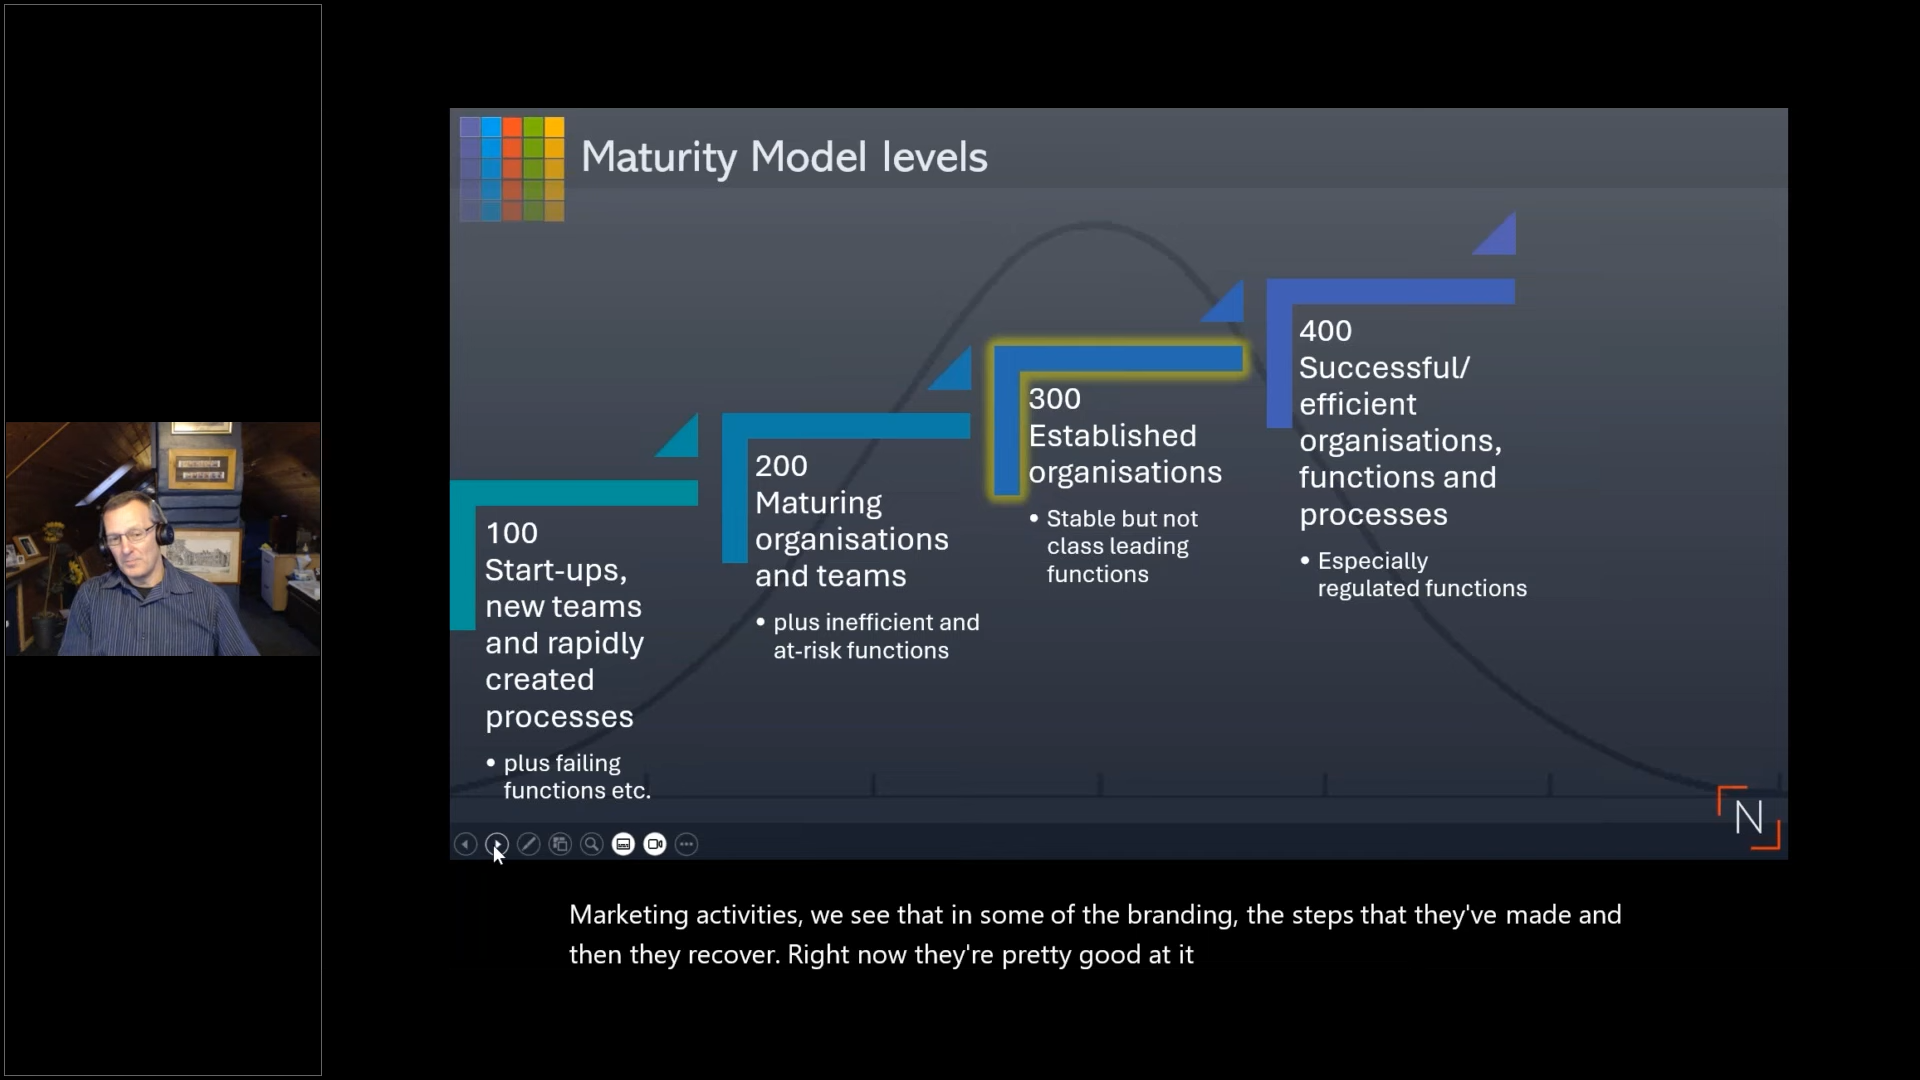 Maturity Model levels
100
Start-ups,
new teams
and rapidly
created
processes
• plus failing
functions etc.
200
Maturing
organisations
and teams
• plus inefficient and
at-risk functions
300
Established
organisations
• Stable but not
class leading
functions
400
Successful/
efficient
organisations,
functions and
processes
• Especially
regulated functions
N
Marketing activities, we see that in some of the branding, the steps that they've made and
then they recover. Right now they're pretty good at it